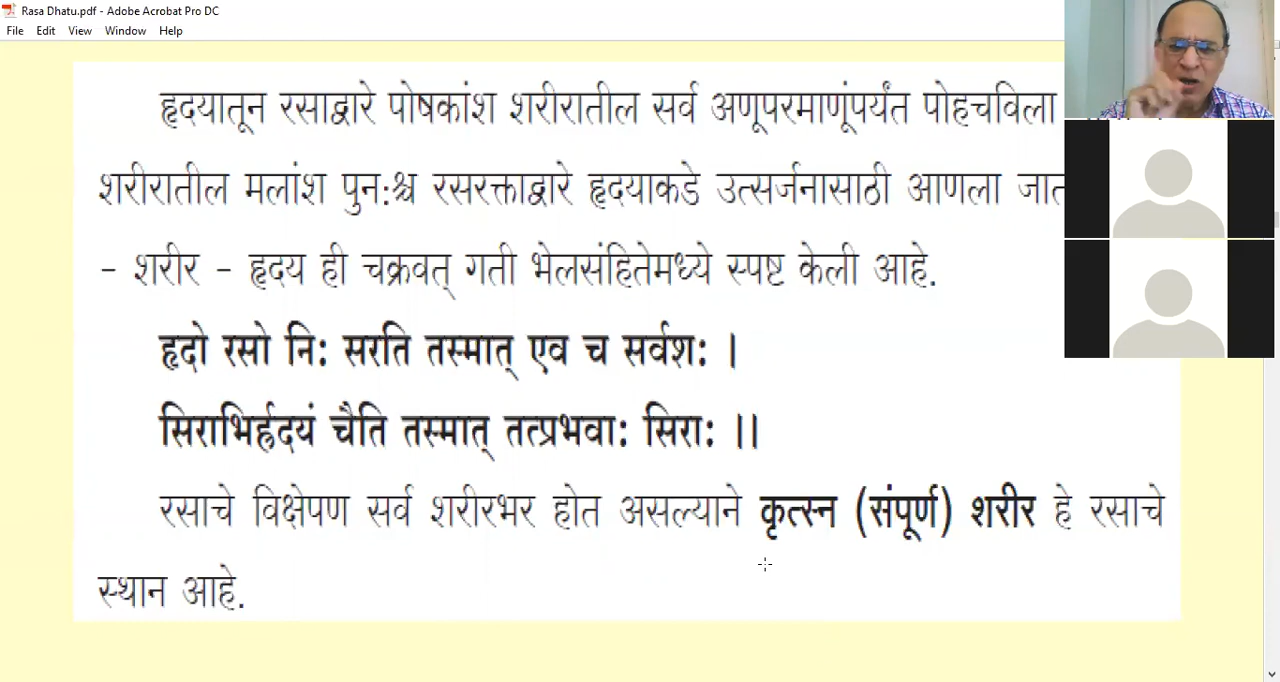 Rasa Dhatu.pdf - Adobe Acrobat Pro DC
File Edit View Window Help
हृदयातून रसाद्वारे पोषकांश शरीरातील सर्व अणूपरमाणूंपर्यंत पोहचविला
शरीरातील मलांश पुन:श्च रसरक्ताद्वारे हृदयाकडे उत्सर्जनासाठी आणला
- शरीर - हृदय ही चक्रवत् गती भेलसंहितेमध्ये स्पष्ट केली आहे.
हृदो रसो नि: सरति तस्मात् एव च सर्वश: ।
सिराभिर्हृदयं चैति तस्मात् तत्प्रभवा: सिरा: ।।
रसाचे विक्षेपण सर्व शरीरभर होत असल्याने कृत्स्न (संपूर्ण) शरीर हे रसाचे
स्थान आहे.